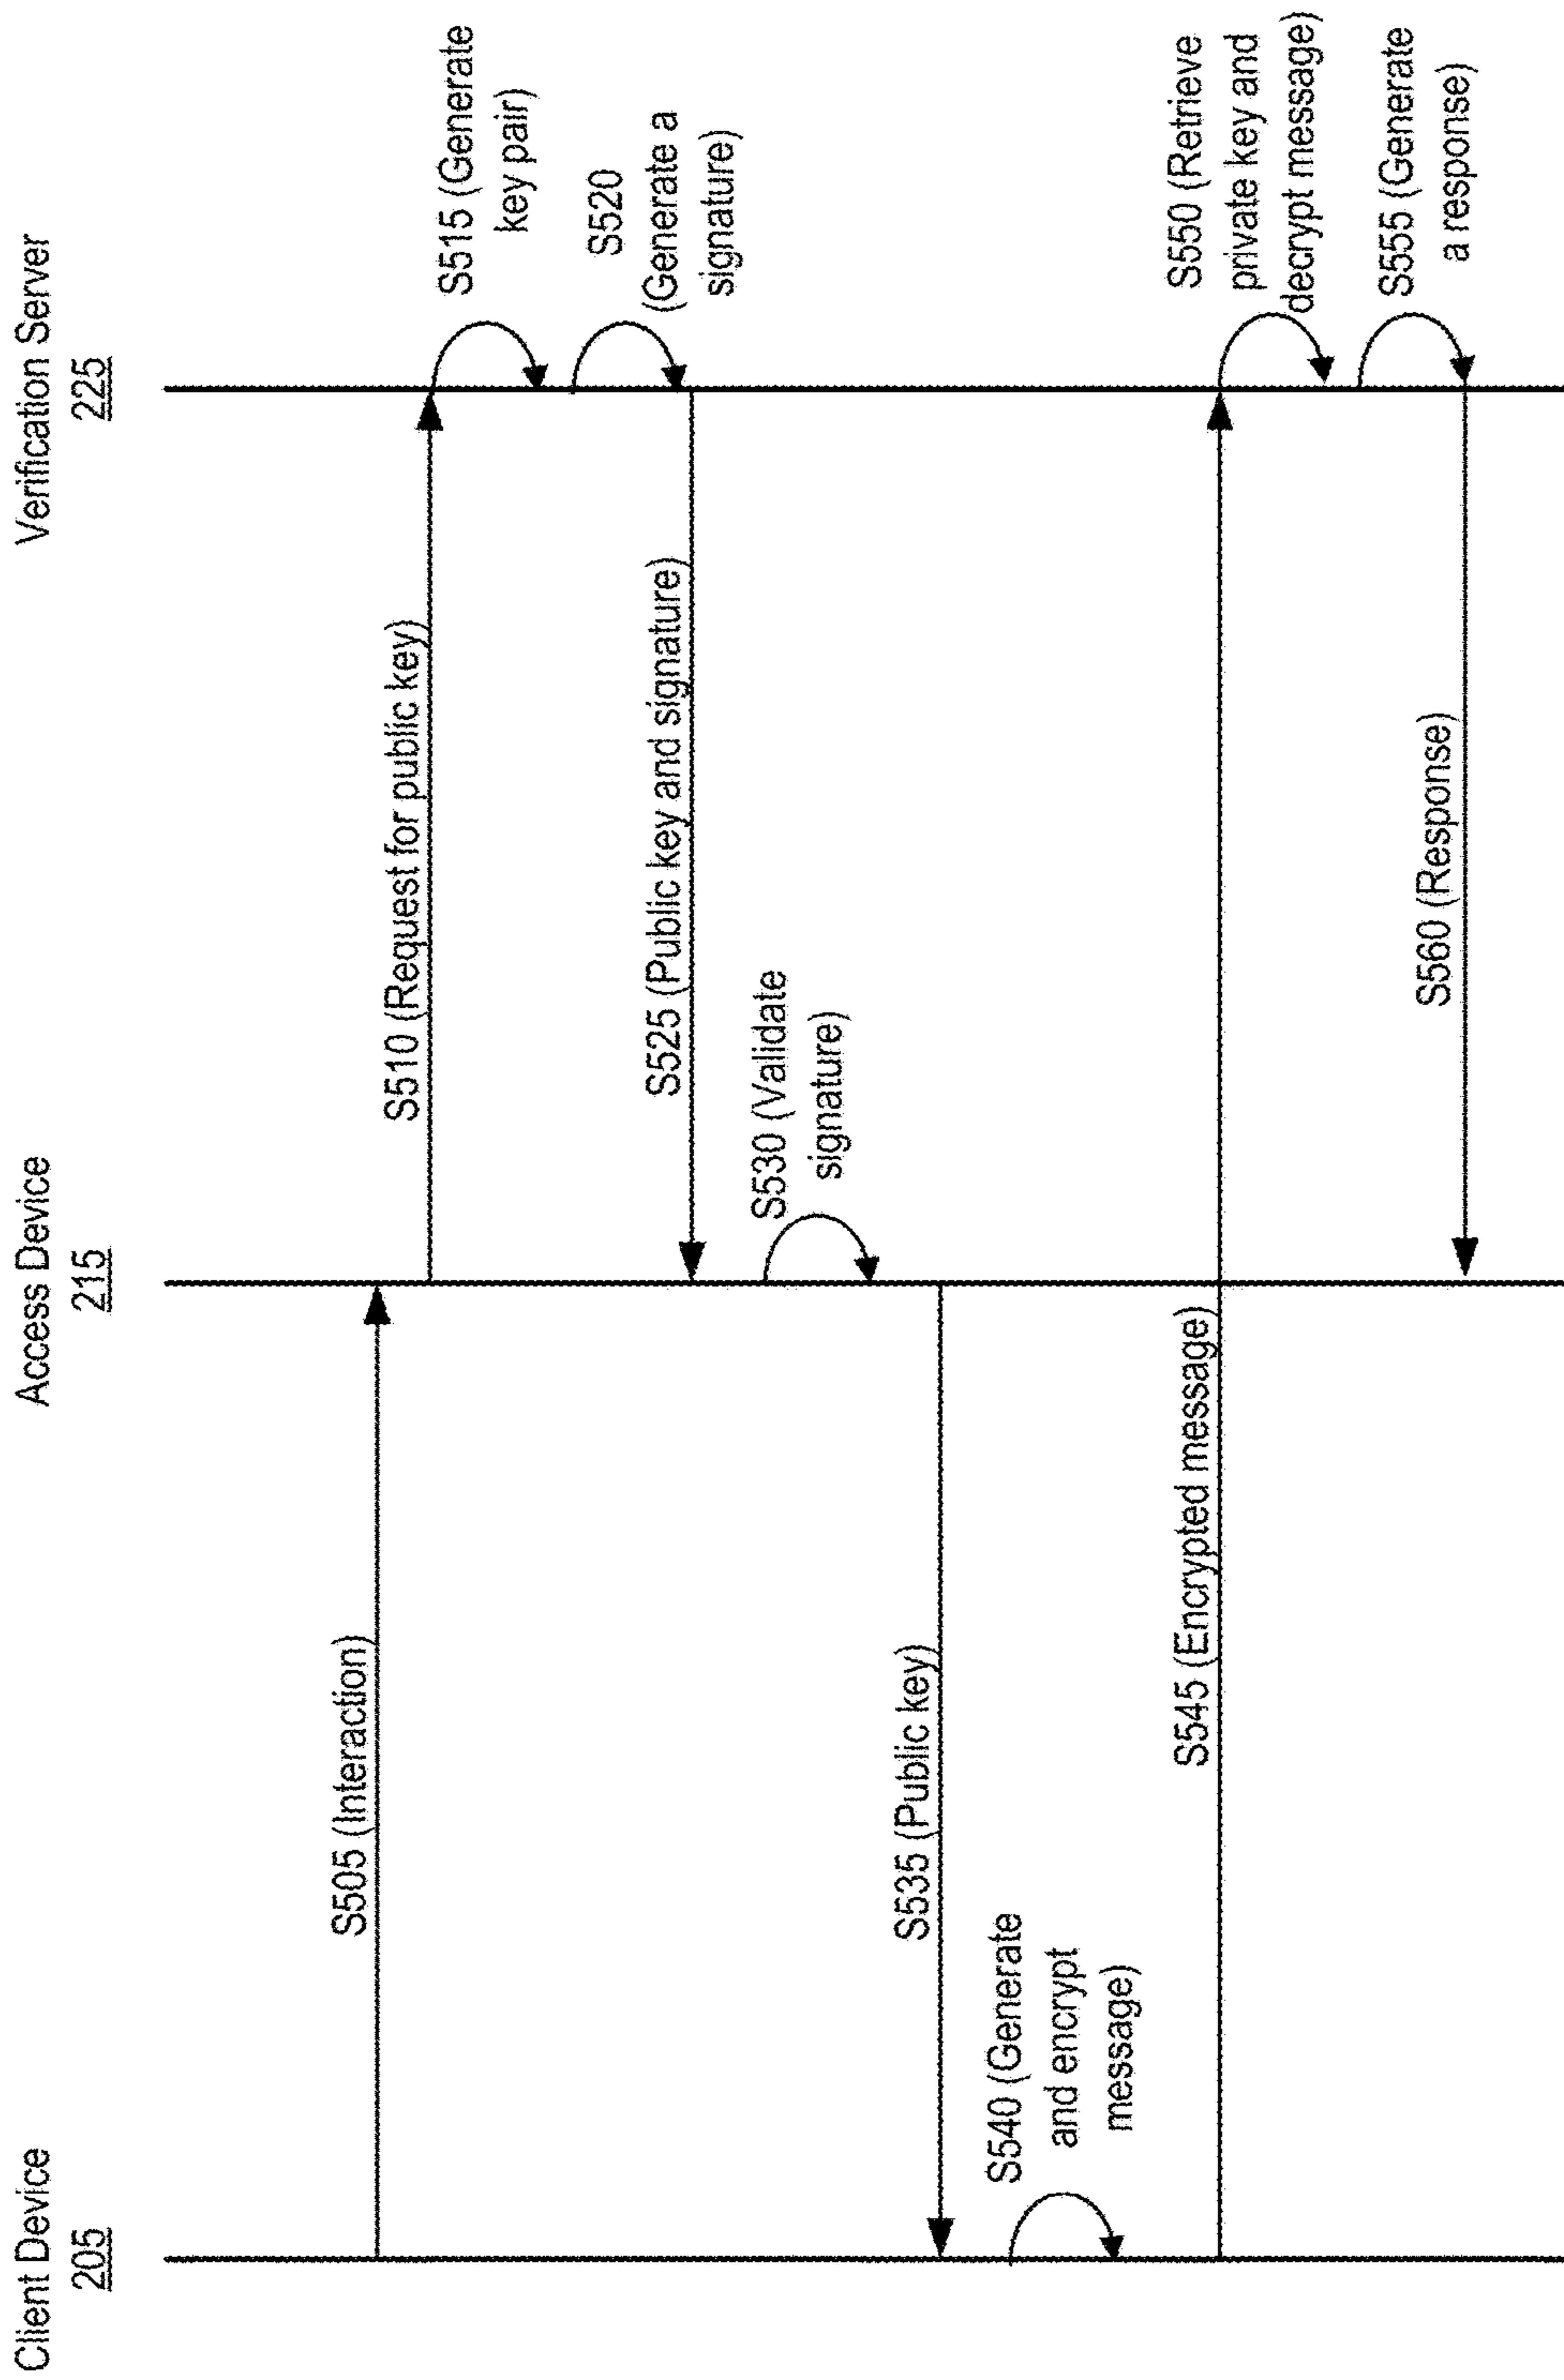 Client Device
205
Access Device
215
Verification Server
225
S505 (Interaction)
S510 (Request for public key)
S515 (Generate
key pair)
S520
(Generate a
signature)
S525 (Public key and signature)
S530 (Validate
signature)
S535 (Public key)
S540 (Generate
and encrypt
message)
S545 (Encrypted message)
S550 (Retrieve
private key and
decrypt message)
S555 (Generate
a response)
S560 (Response)